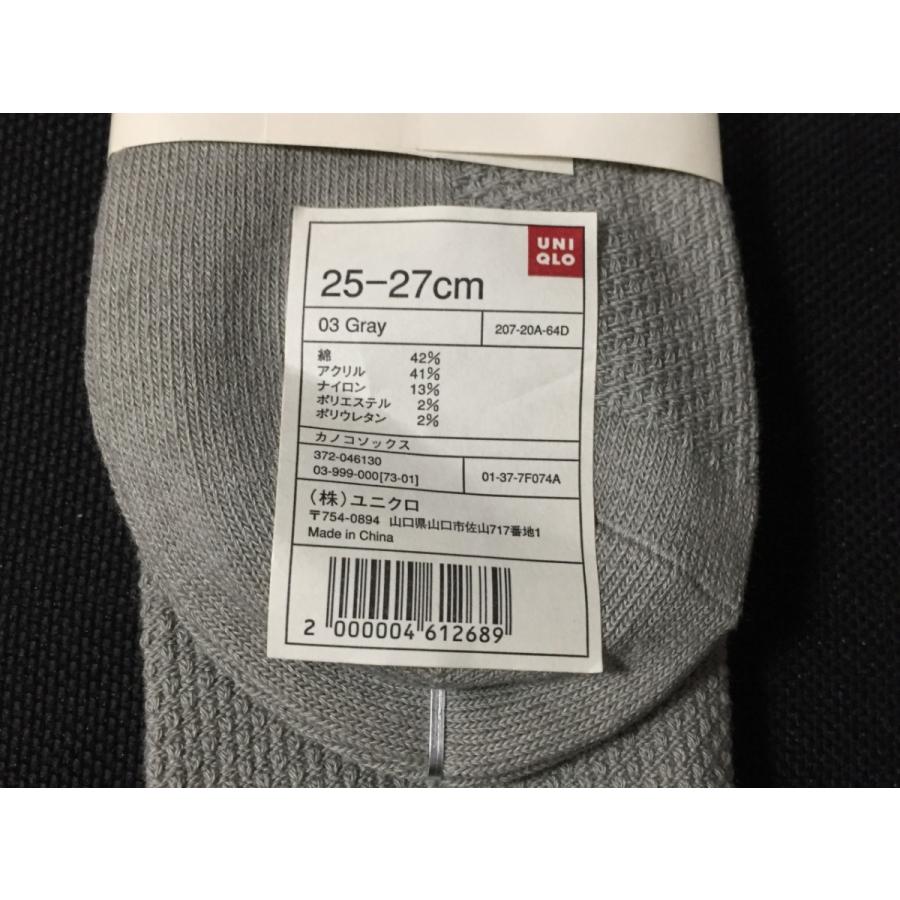 UNI
QLO
25-27cm
03 Gray
207-20A-64D
綿 42%
アクリル 41%
ナイロン 13%
ポリエステル 2%
ポリウレタン 2%
カノコソックス
372-046130
03-999-000[73-01]
01-37-7F074A
(株)ユニクロ
〒754-0894 山口県山口市佐山717番地1
Made in China
2 000004 612689